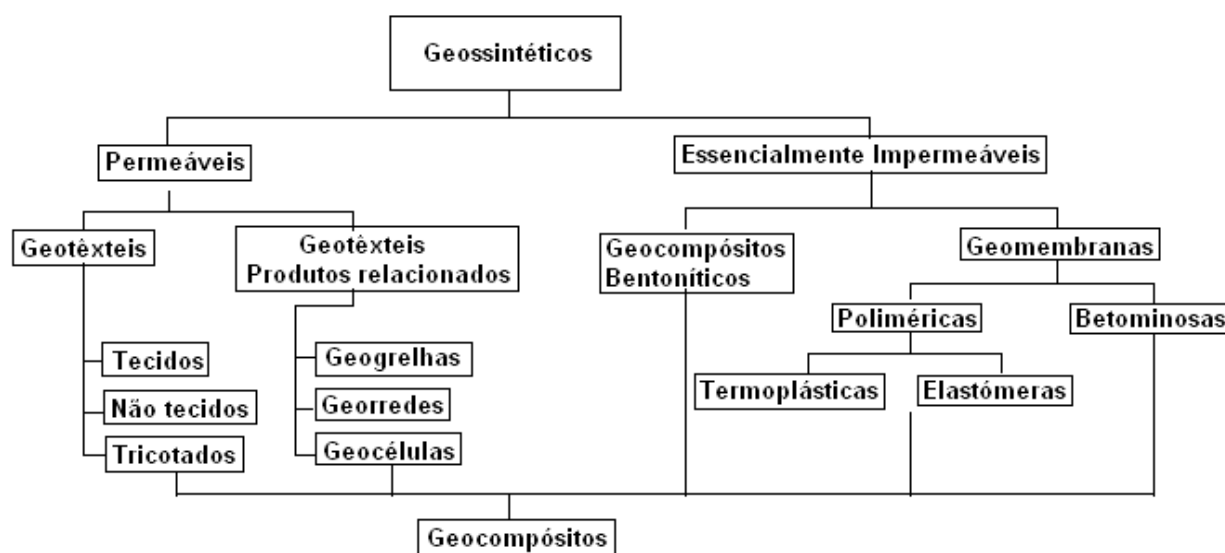 Geossintéticos
Permeáveis
Essencialmente Impermeáveis
Geotêxteis
Geotêxteis
Produtos relacionados
Geocompósitos
Bentoníticos
Geomembranas
Poliméricas
Betominosas
Tecidos
Não tecidos
Tricotados
Geogrelhas
Georredes
Geocélulas
Termoplásticas
Elastómeras
Geocompósitos